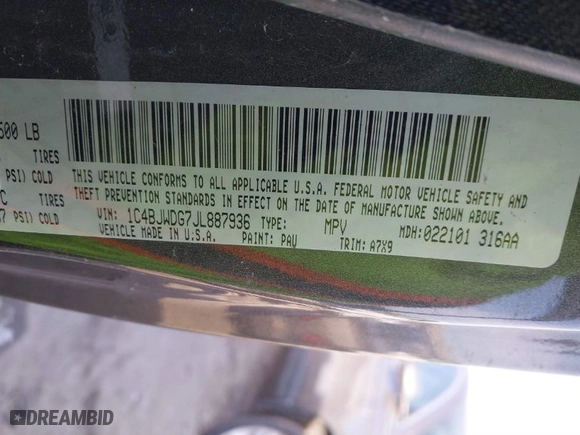 500 LB
TIRES
PSI) COLD
C TIRES
7 PSI) COLD
THIS VEHICLE CONFORMS TO ALL APPLICABLE U.S.A. FEDERAL MOTOR VEHICLE SAFETY AND
THEFT PREVENTION STANDARDS IN EFFECT ON THE DATE OF MANUFACTURE SHOWN ABOVE.
VIN: 1C4BJWDG7JL887936 TYPE: MPV MDH:022101 316AA
VEHICLE MADE IN U.S.A. PAINT: PAU TRIM: A7X9
DREAMBID